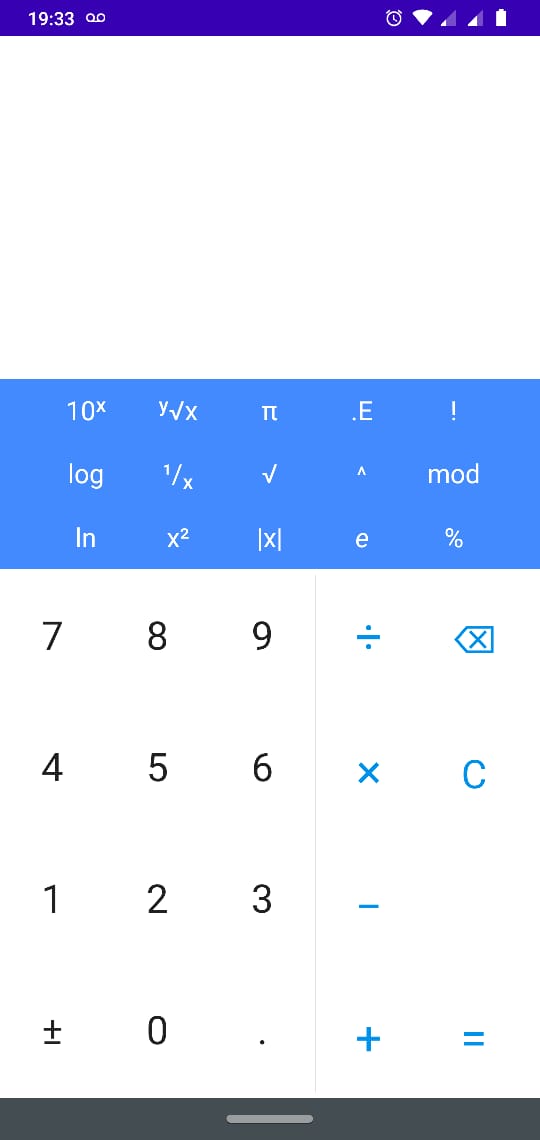 19:33
10ˣ ʸ√x π .E !
log ¹/ₓ √ ^ mod
ln x² |x| e %
7 8 9 ÷
4 5 6 × C
1 2 3 −
± 0 . + =